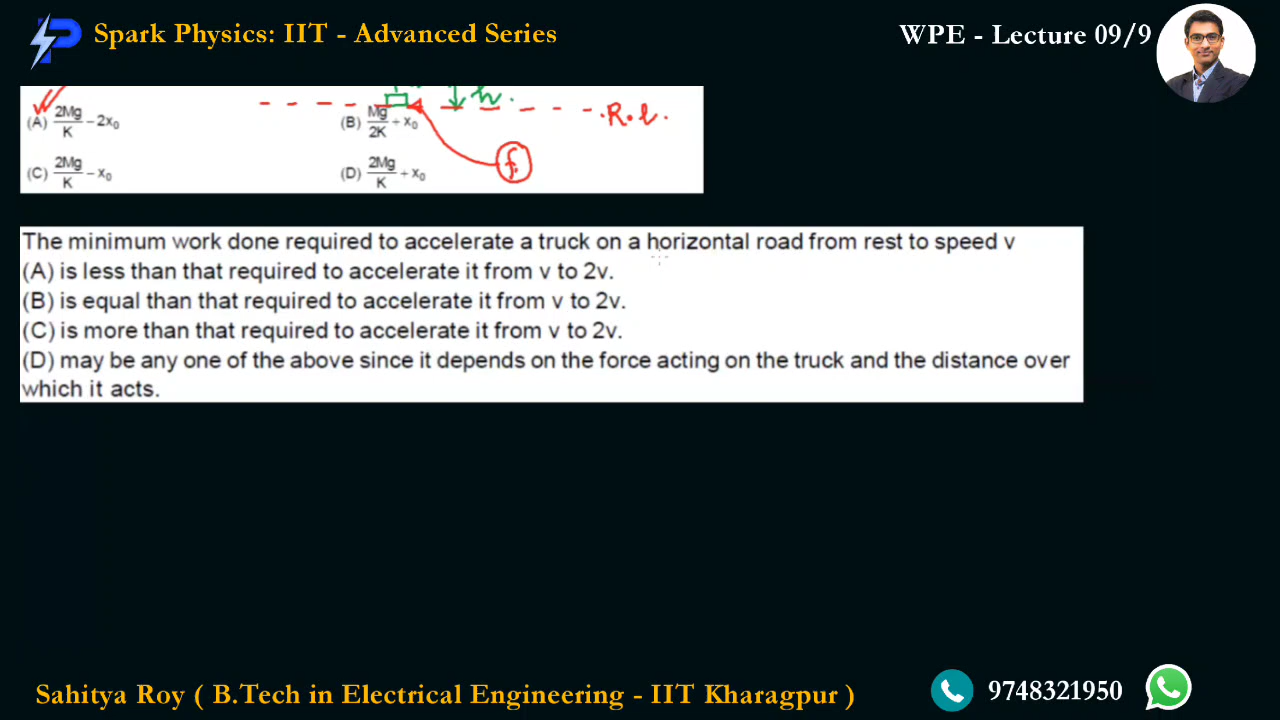 Spark Physics: IIT - Advanced Series
WPE - Lecture 09/9
h.
(A) 2Mg/K − 2x₀
(B) Mg/2K + x₀
R.l.
(C) 2Mg/K − x₀
(D) 2Mg/K + x₀
f.
The minimum work done required to accelerate a truck on a horizontal road from rest to speed v
(A) is less than that required to accelerate it from v to 2v.
(B) is equal than that required to accelerate it from v to 2v.
(C) is more than that required to accelerate it from v to 2v.
(D) may be any one of the above since it depends on the force acting on the truck and the distance over
which it acts.
Sahitya Roy ( B.Tech in Electrical Engineering - IIT Kharagpur )
9748321950